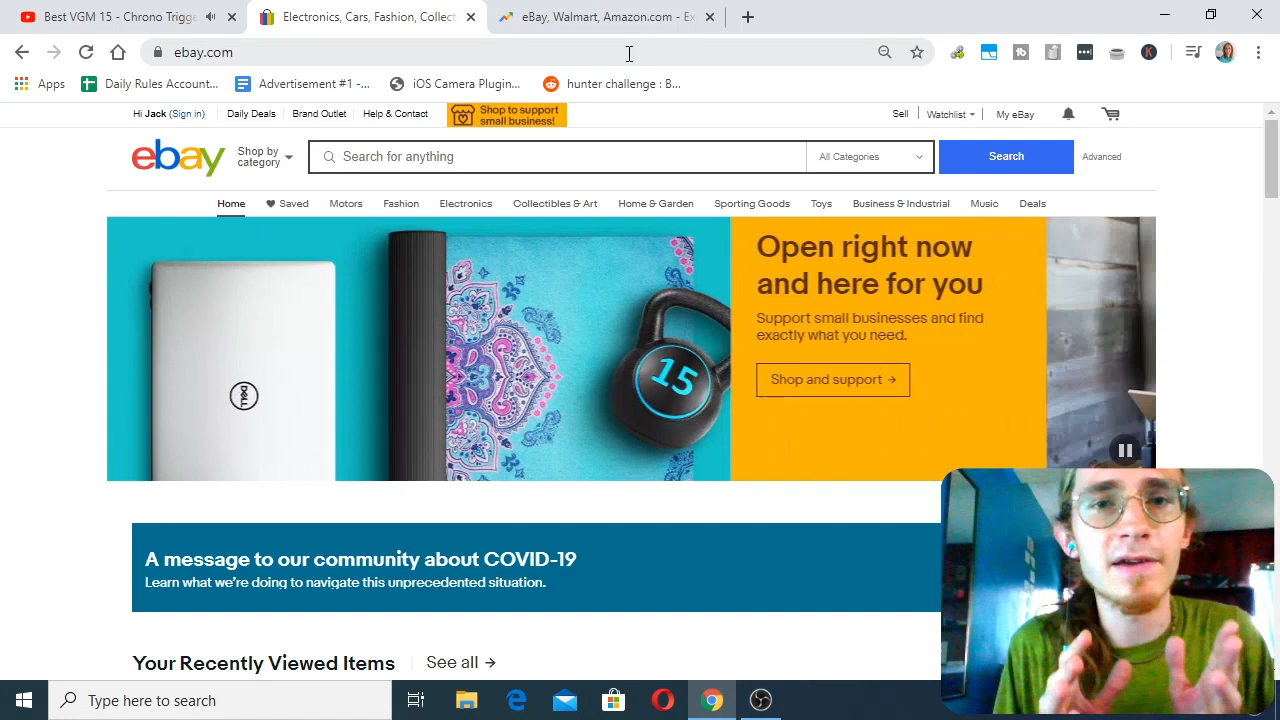 Best VGM 15 - Chrono Trigge
Electronics, Cars, Fashion, Collect
eBay, Walmart, Amazon.com - Ex
ebay.com
Apps
Daily Rules Account...
Advertisement #1 -...
iOS Camera Plugin...
hunter challenge : B...
Hi Jack (Sign in)
Daily Deals
Brand Outlet
Help & Contact
Shop to support
small business!
Sell
Watchlist
My eBay
ebay
Shop by
category
Search for anything
All Categories
Search
Advanced
Home
Saved
Motors
Fashion
Electronics
Collectibles & Art
Home & Garden
Sporting Goods
Toys
Business & Industrial
Music
Deals
Open right now
and here for you
Support small businesses and find
exactly what you need.
Shop and support →
DELL
15
A message to our community about COVID-19
Learn what we're doing to navigate this unprecedented situation.
Your Recently Viewed Items
See all →
Type here to search